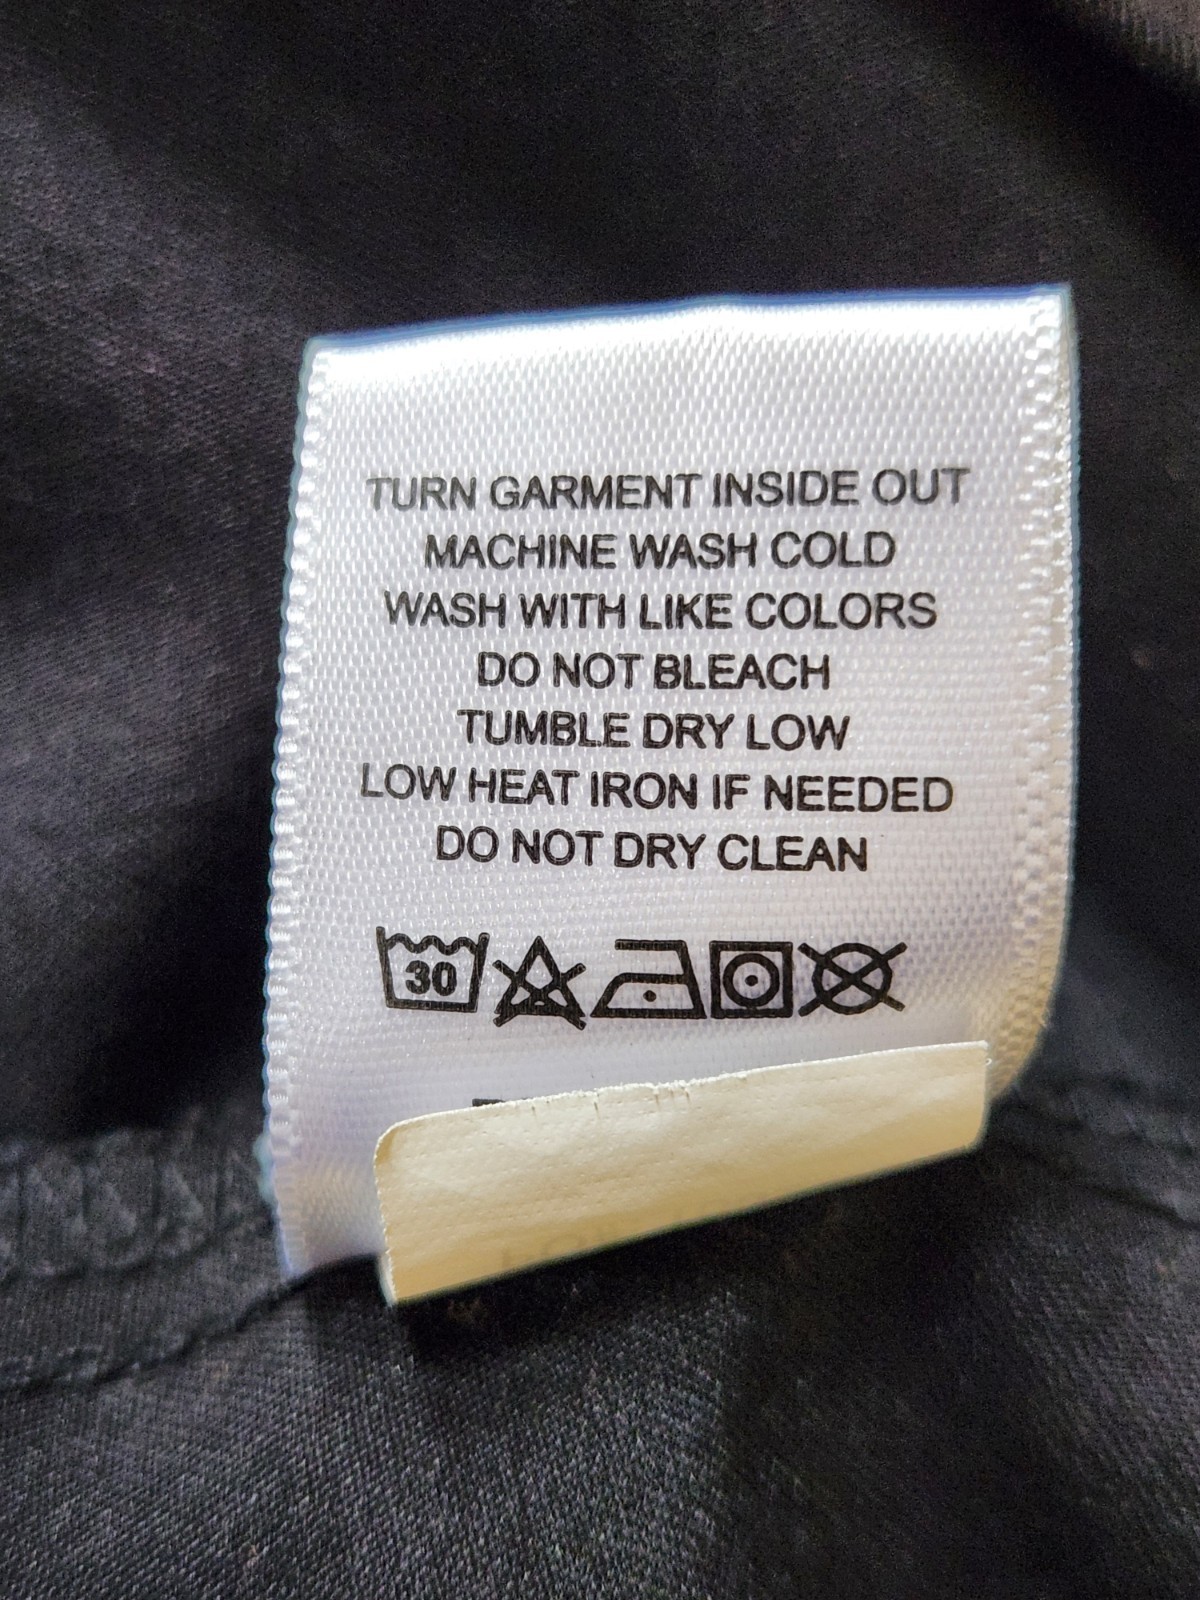 TURN GARMENT INSIDE OUT
MACHINE WASH COLD
WASH WITH LIKE COLORS
DO NOT BLEACH
TUMBLE DRY LOW
LOW HEAT IRON IF NEEDED
DO NOT DRY CLEAN
30